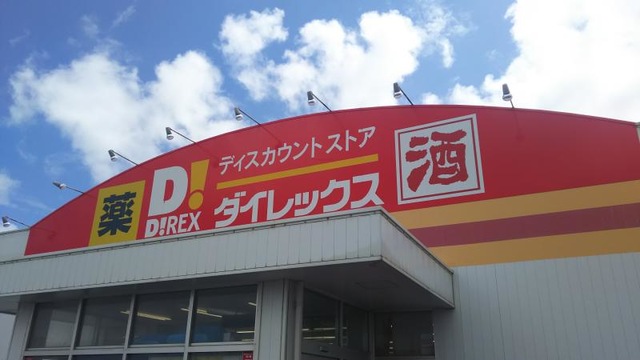 薬
D!
D!REX
ディスカウントストア
ダイレックス
酒